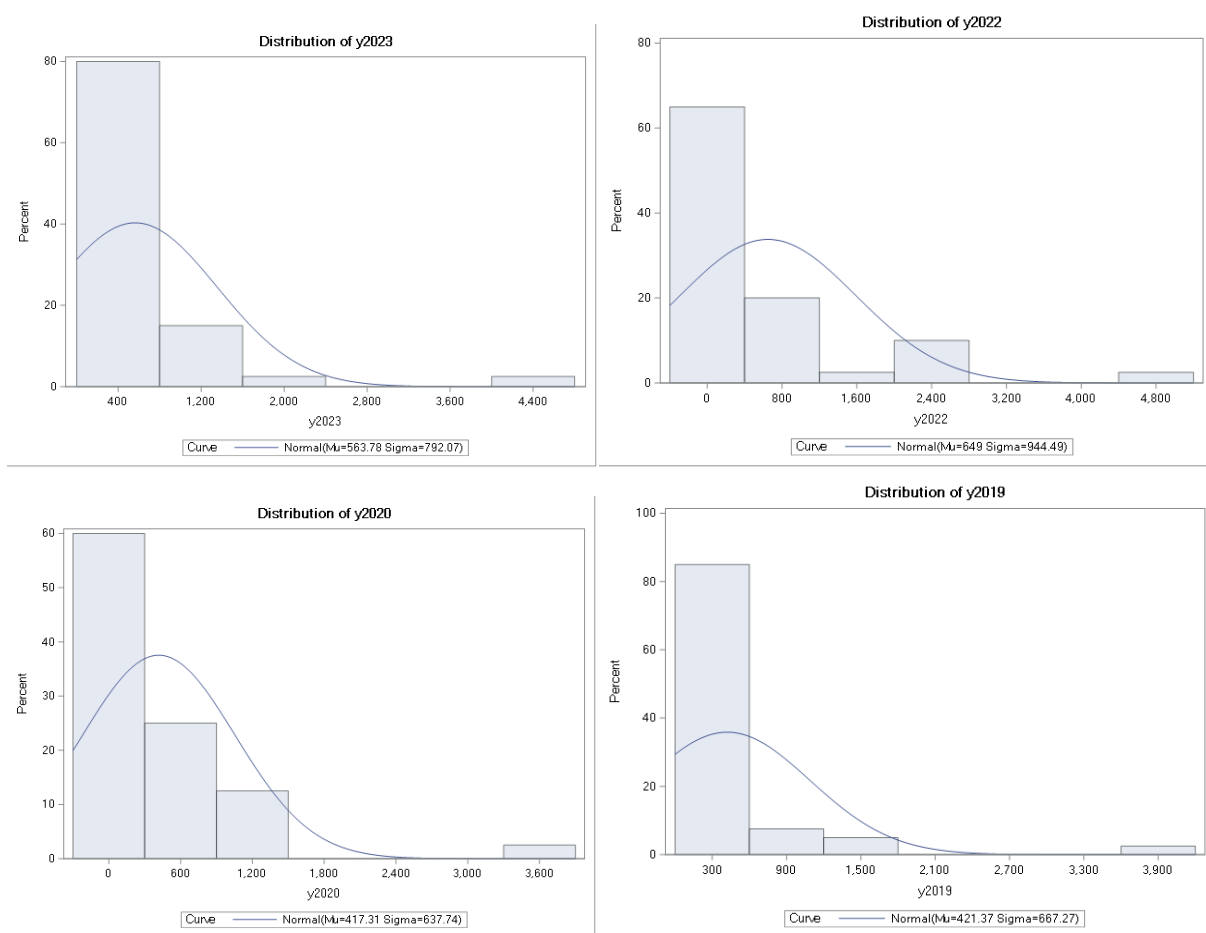 Distribution of y2023
80
60
40
20
0
Percent
400 1,200 2,000 2,800 3,600 4,400
y2023
Curve Normal(Mu=563.78 Sigma=792.07)
Distribution of y2022
80
60
40
20
0
Percent
0 800 1,600 2,400 3,200 4,000 4,800
y2022
Curve Normal(Mu=649 Sigma=944.49)
Distribution of y2020
60
50
40
30
20
10
0
Percent
0 600 1,200 1,800 2,400 3,000 3,600
y2020
Curve Normal(Mu=417.31 Sigma=637.74)
Distribution of y2019
100
80
60
40
20
0
Percent
300 900 1,500 2,100 2,700 3,300 3,900
y2019
Curve Normal(Mu=421.37 Sigma=667.27)